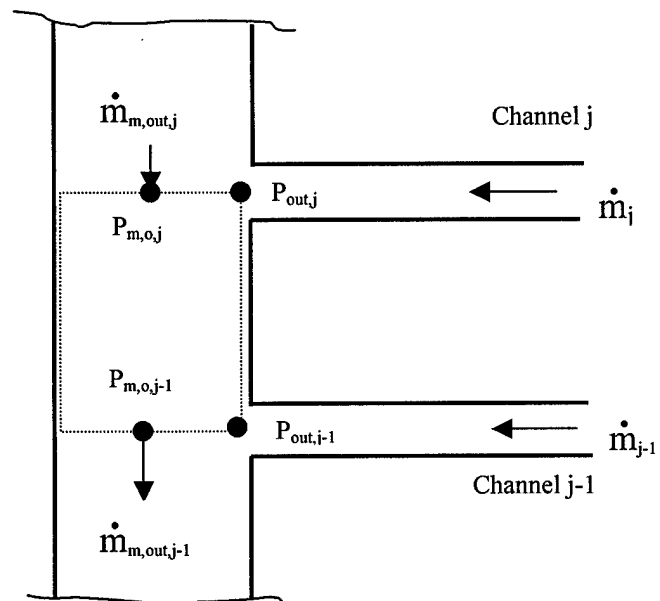 ṁm,out,j
Channel j
Pout,j
ṁj
Pm,o,j
Pm,o,j-1
Pout,j-1
ṁj-1
Channel j-1
ṁm,out,j-1